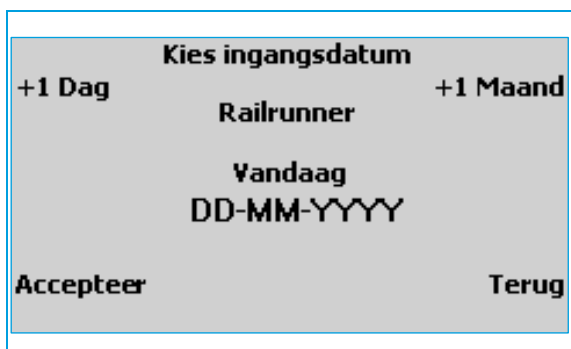 Kies ingangsdatum
+1 Dag
+1 Maand
Railrunner
Vandaag
DD-MM-YYYY
Accepteer
Terug